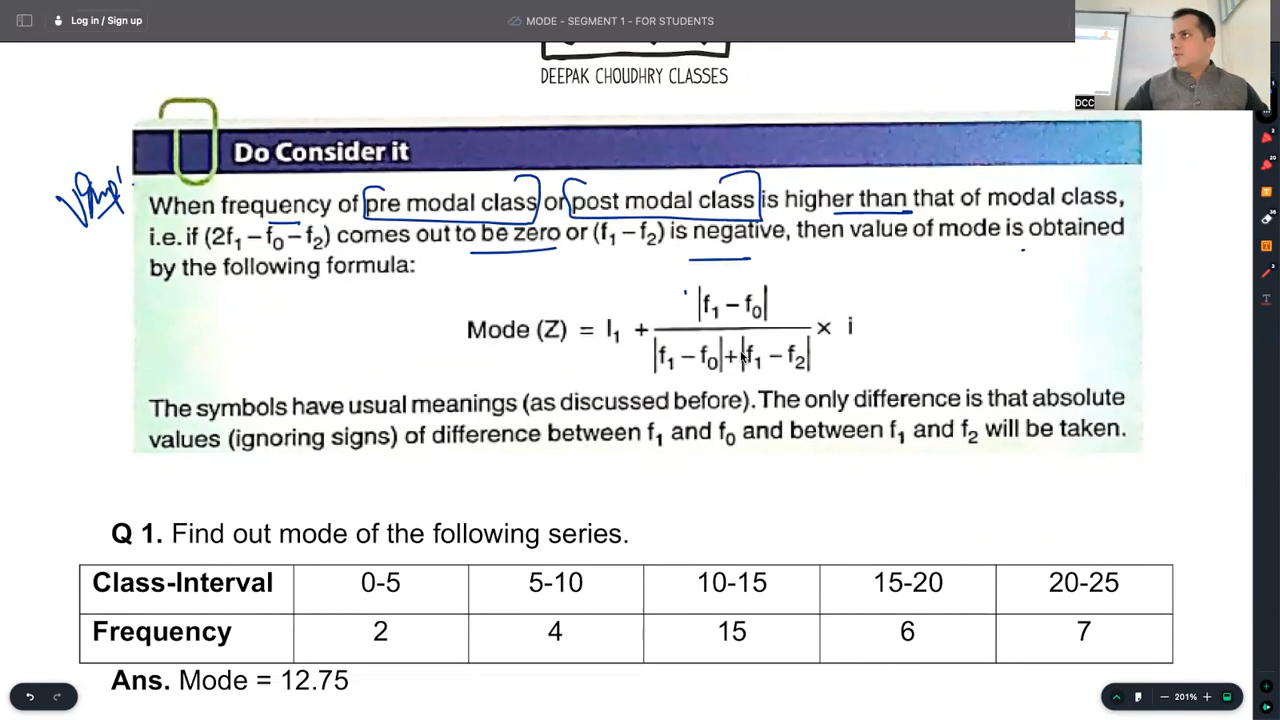 Log in / Sign up
MODE - SEGMENT 1 - FOR STUDENTS
DEEPAK CHOUDHRY CLASSES
DCC
Do Consider it
V. Imp!
When frequency of pre modal class or post modal class is higher than that of modal class,
i.e. if (2f₁ – f₀ – f₂) comes out to be zero or (f₁ – f₂) is negative, then value of mode is obtained
by the following formula:
Mode (Z) = l₁ + |f₁ – f₀| / |f₁ – f₀| + |f₁ – f₂| × i
The symbols have usual meanings (as discussed before). The only difference is that absolute
values (ignoring signs) of difference between f₁ and f₀ and between f₁ and f₂ will be taken.
Q 1. Find out mode of the following series.
Class-Interval 0-5 5-10 10-15 15-20 20-25
Frequency 2 4 15 6 7
Ans. Mode = 12.75
201%